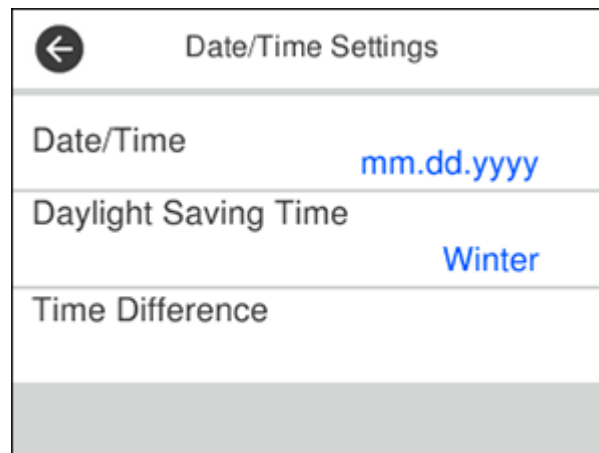 Date/Time Settings
Date/Time
mm.dd.yyyy
Daylight Saving Time
Winter
Time Difference